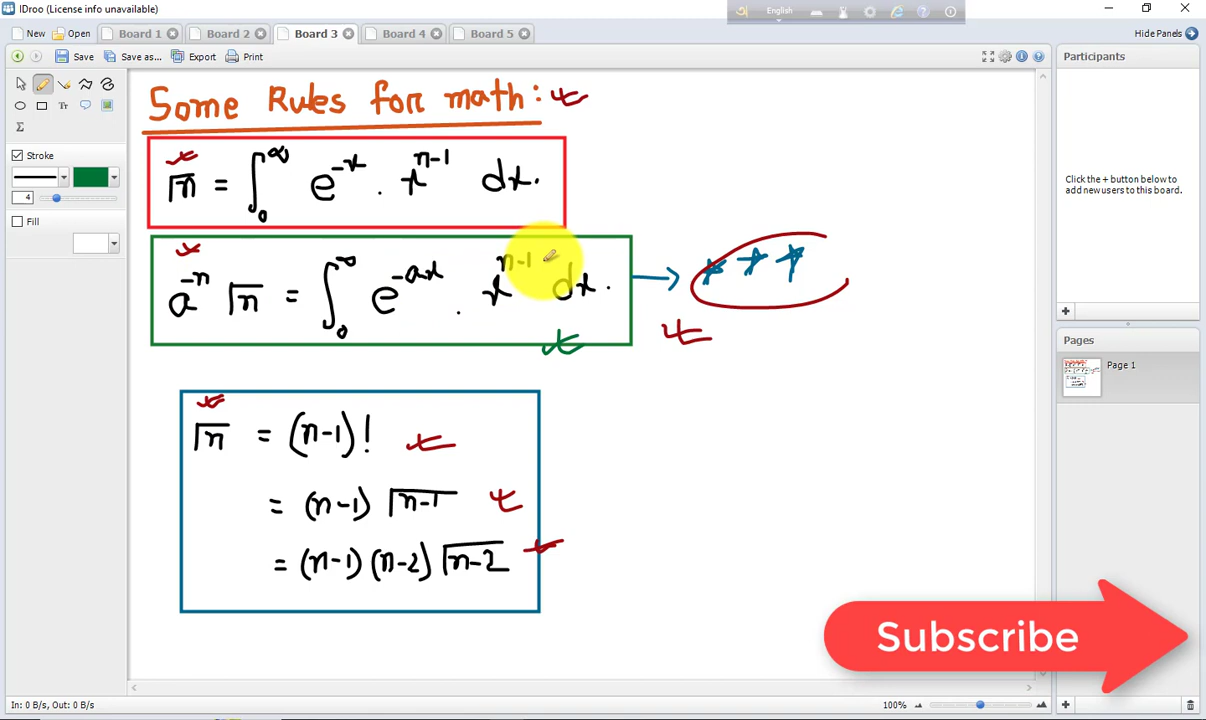 IDroo (License info unavailable)
English
New Open Board 1 Board 2 Board 3 Board 4 Board 5 Hide Panels
Save Save as... Export Print
Participants
Click the + button below to
add new users to this board.
Tr
Σ
Stroke
4
Fill
Some Rules for math:
Γn = ∫₀^∞ e^-x . x^n-1 dx.
a^-n Γn = ∫₀^∞ e^-ax . x^n-1 dx.
Γn = (n-1)!
= (n-1) Γn-1
= (n-1) (n-2) Γn-2
Pages
Page 1
Subscribe
In: 0 B/s, Out: 0 B/s
100%